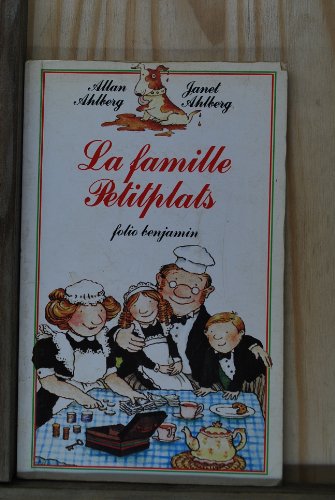 Allan Janet
Ahlberg Ahlberg
La famille
Petitplats
folio benjamin